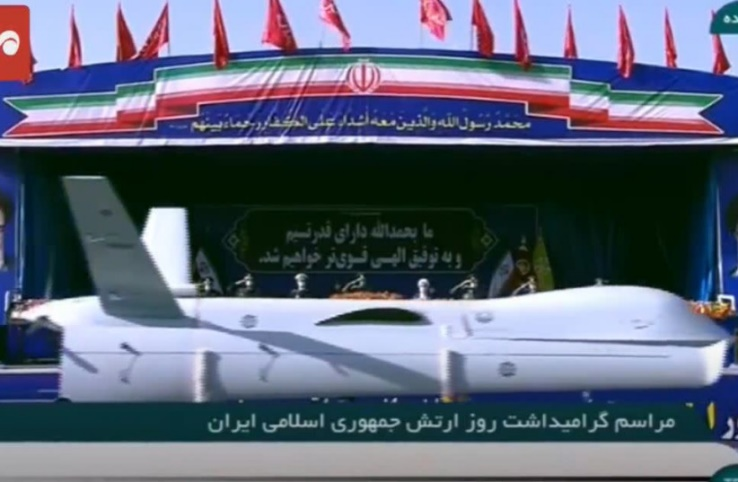 محمد رسول الله والذین معه أشداء علی الکفار رحماء بینهم
ما بحمدالله دارای قدرتیم
و به توفیق الهی قوی‌تر خواهیم شد.
مراسم گرامیداشت روز ارتش جمهوری اسلامی ایران